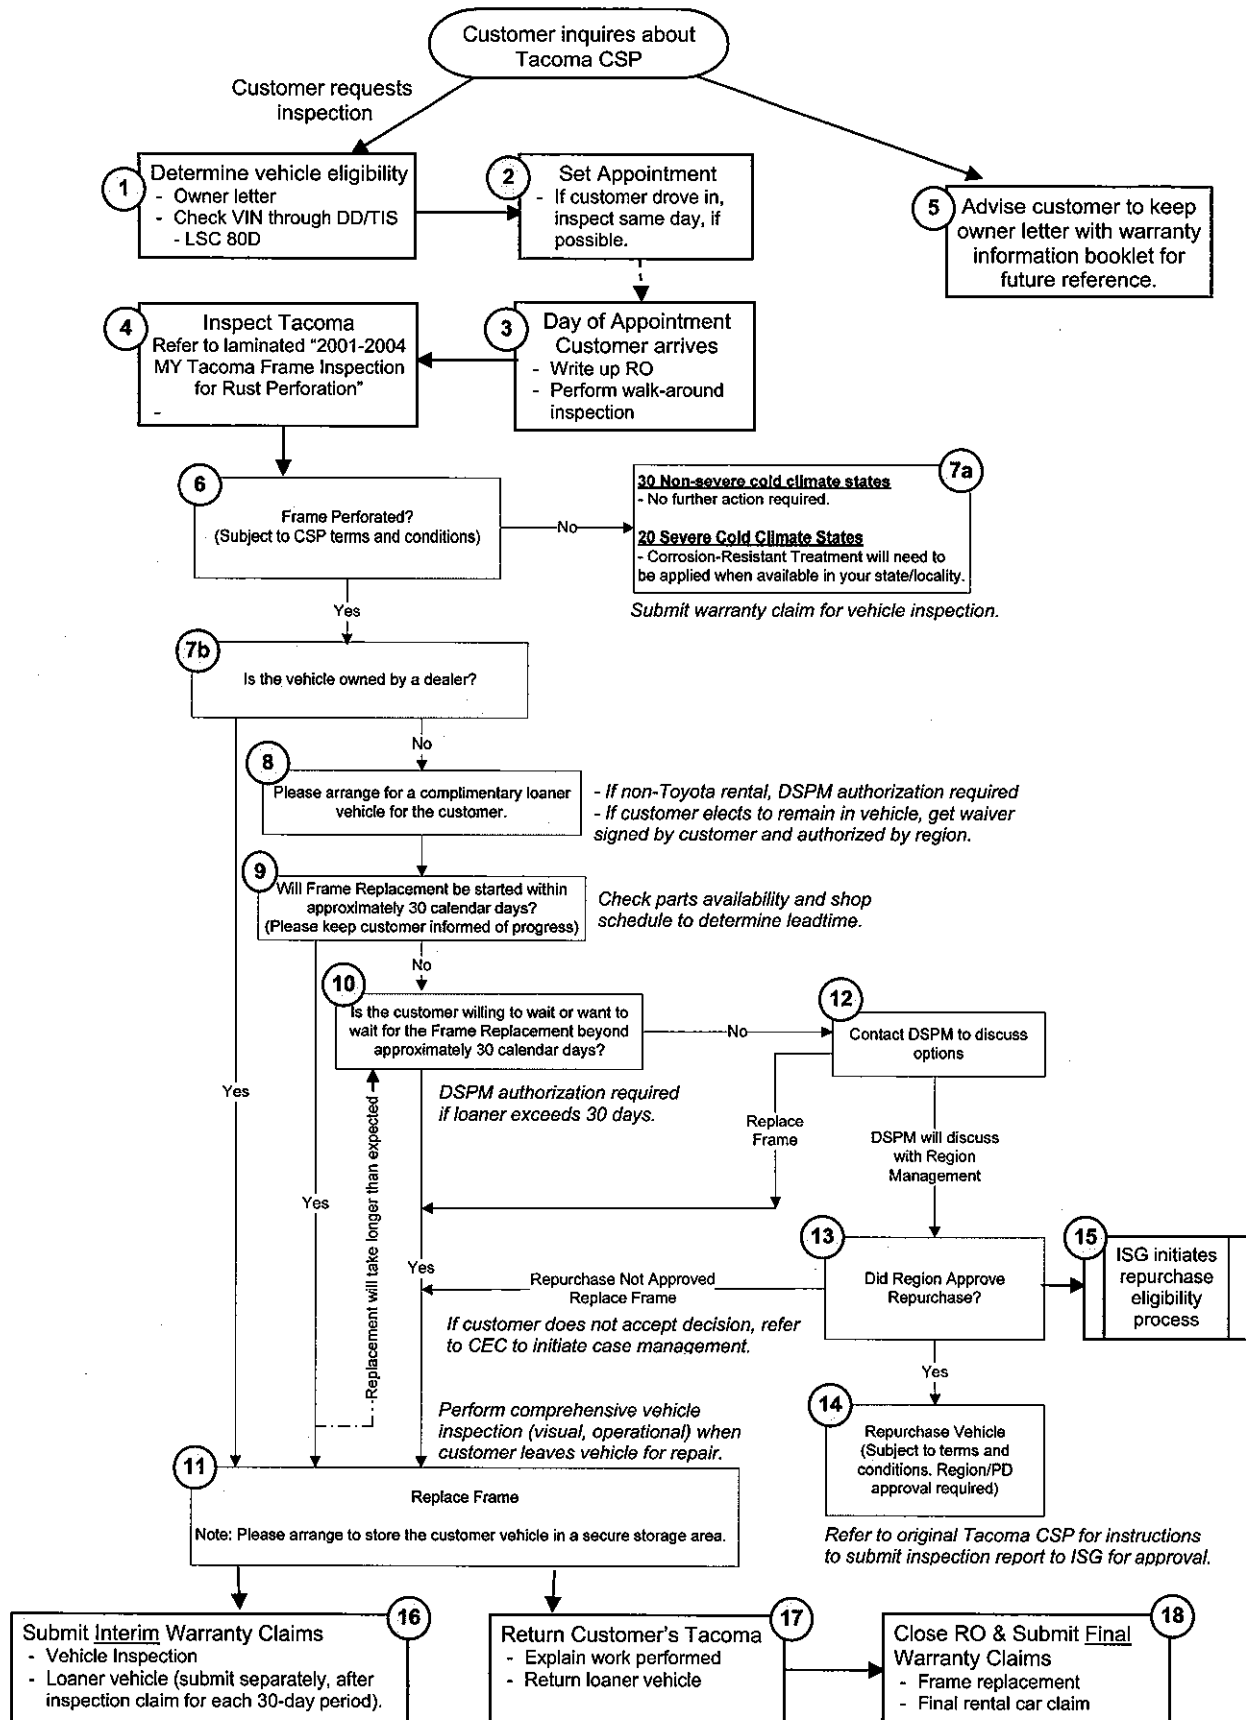 Customer inquires about
Tacoma CSP
Customer requests
inspection
1
Determine vehicle eligibility
- Owner letter
- Check VIN through DD/TIS
- LSC 80D
2
Set Appointment
- If customer drove in,
inspect same day, if
possible.
5
Advise customer to keep
owner letter with warranty
information booklet for
future reference.
4
Inspect Tacoma
Refer to laminated "2001-2004
MY Tacoma Frame Inspection
for Rust Perforation"
-
3
Day of Appointment
Customer arrives
- Write up RO
- Perform walk-around
inspection
6
Frame Perforated?
(Subject to CSP terms and conditions)
No
7a
30 Non-severe cold climate states
- No further action required.
20 Severe Cold Climate States
- Corrosion-Resistant Treatment will need to
be applied when available in your state/locality.
Submit warranty claim for vehicle inspection.
Yes
7b
Is the vehicle owned by a dealer?
No
8
Please arrange for a complimentary loaner
vehicle for the customer.
- If non-Toyota rental, DSPM authorization required
- If customer elects to remain in vehicle, get waiver
signed by customer and authorized by region.
9
Will Frame Replacement be started within
approximately 30 calendar days?
(Please keep customer informed of progress)
Check parts availability and shop
schedule to determine leadtime.
No
10
Is the customer willing to wait or want to
wait for the Frame Replacement beyond
approximately 30 calendar days?
No
12
Contact DSPM to discuss
options
Yes
DSPM authorization required
if loaner exceeds 30 days.
Replace
Frame
DSPM will discuss
with Region
Management
Replacement will take longer than expected
Yes
Yes
13
Did Region Approve
Repurchase?
15
ISG initiates
repurchase
eligibility
process
Repurchase Not Approved
Replace Frame
If customer does not accept decision, refer
to CEC to initiate case management.
Yes
14
Repurchase Vehicle
(Subject to terms and
conditions. Region/PD
approval required)
Perform comprehensive vehicle
inspection (visual, operational) when
customer leaves vehicle for repair.
11
Replace Frame
Note: Please arrange to store the customer vehicle in a secure storage area.
Refer to original Tacoma CSP for instructions
to submit inspection report to ISG for approval.
16
Submit Interim Warranty Claims
- Vehicle Inspection
- Loaner vehicle (submit separately, after
inspection claim for each 30-day period).
17
Return Customer's Tacoma
- Explain work performed
- Return loaner vehicle
18
Close RO & Submit Final
Warranty Claims
- Frame replacement
- Final rental car claim